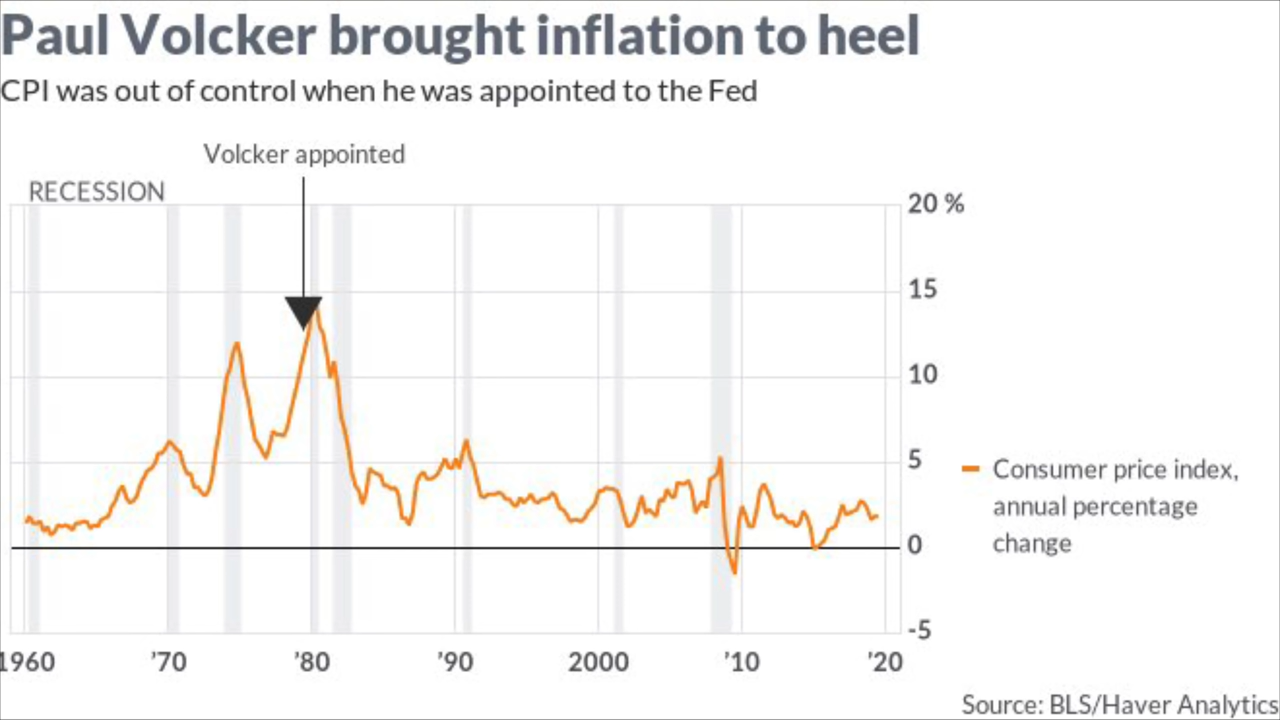 Paul Volcker brought inflation to heel
CPI was out of control when he was appointed to the Fed
Volcker appointed
RECESSION
20 %
15
10
5
0
-5
1960 '70 '80 '90 2000 '10 '20
Consumer price index,
annual percentage
change
Source: BLS/Haver Analytics